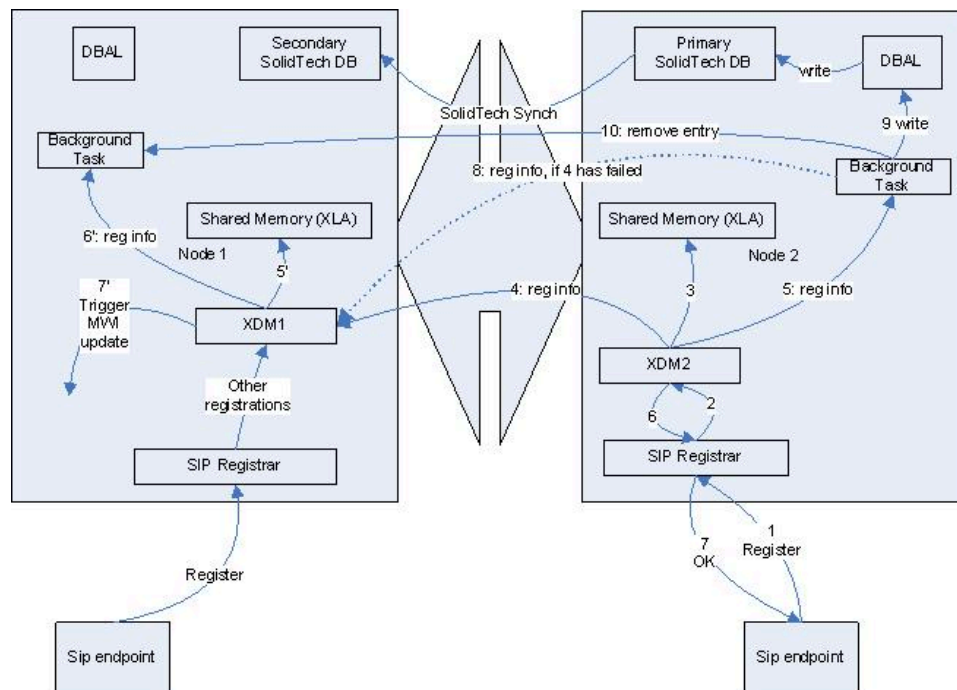 DBAL
Secondary
SolidTech DB
Primary
SolidTech DB
DBAL
write
SolidTech Synch
9 write
10: remove entry
Background
Task
8: reg info, if 4 has failed
Background
Task
Shared Memory (XLA)
Shared Memory (XLA)
6': reg info
Node 1
Node 2
5'
7'
Trigger
MWI
update
4: reg info
3
5: reg info
XDM1
XDM2
Other
registrations
6
2
SIP Registrar
SIP Registrar
1
Register
7
OK
Register
Sip endpoint
Sip endpoint